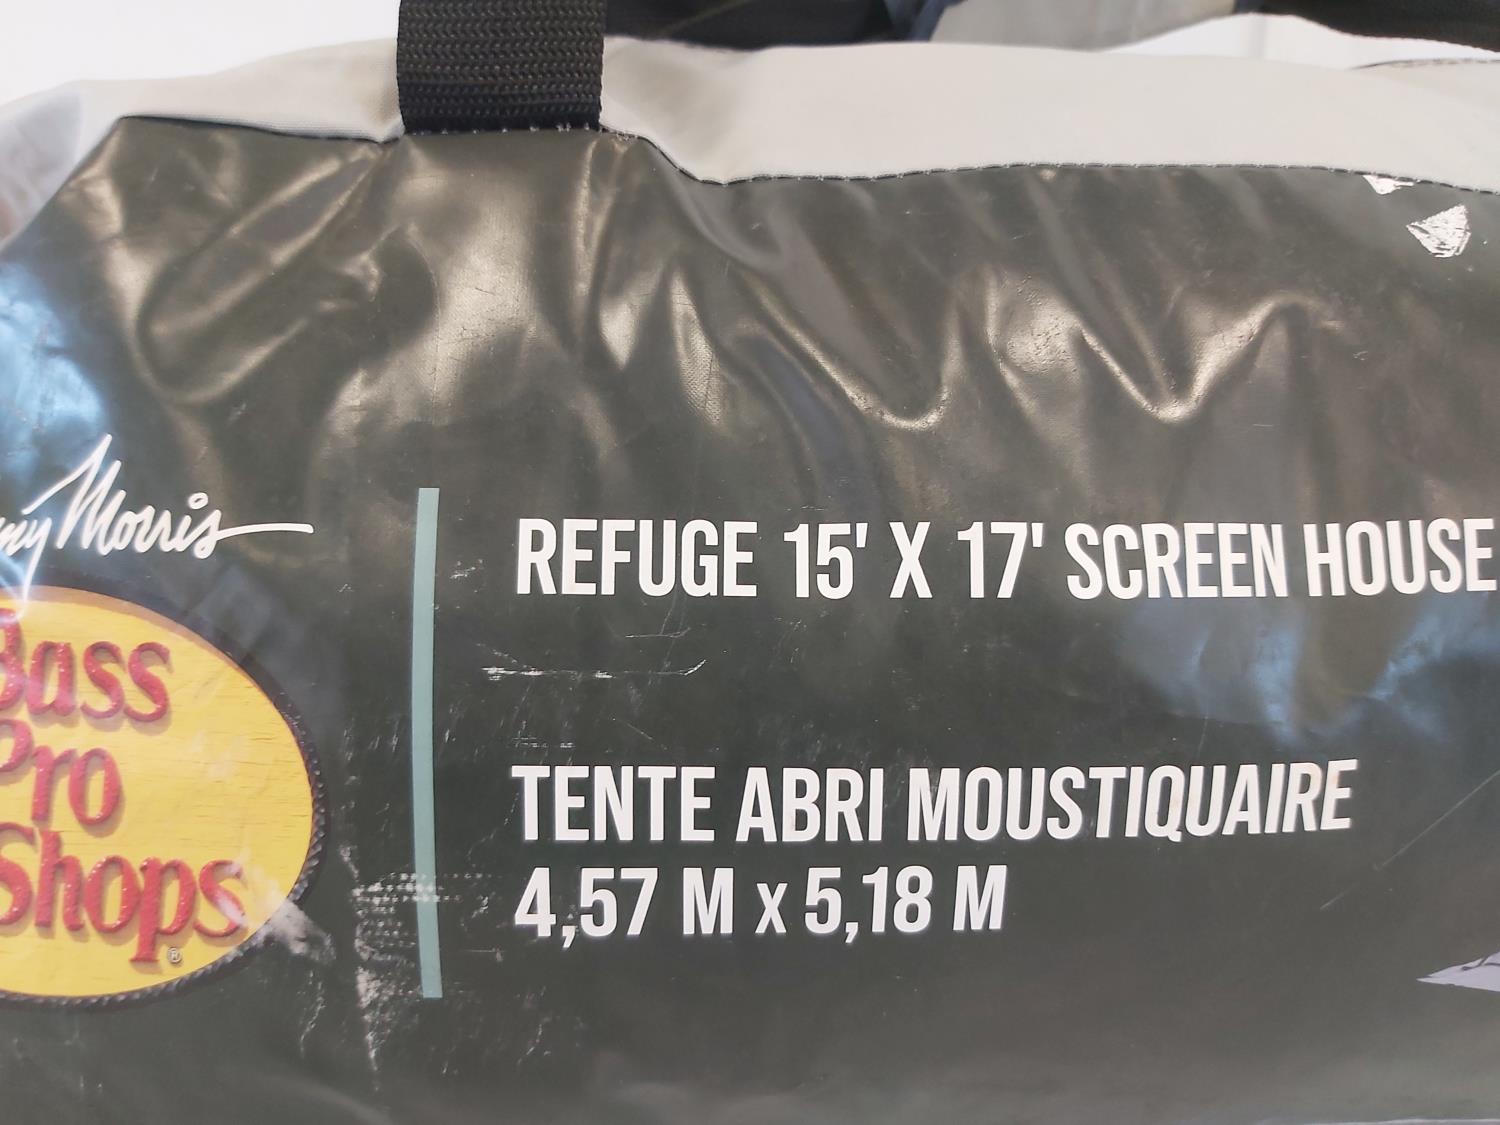 Morris
Bass
Pro
Shops
®
REFUGE 15' X 17' SCREEN HOUSE
TENTE ABRI MOUSTIQUAIRE
4,57 M x 5,18 M